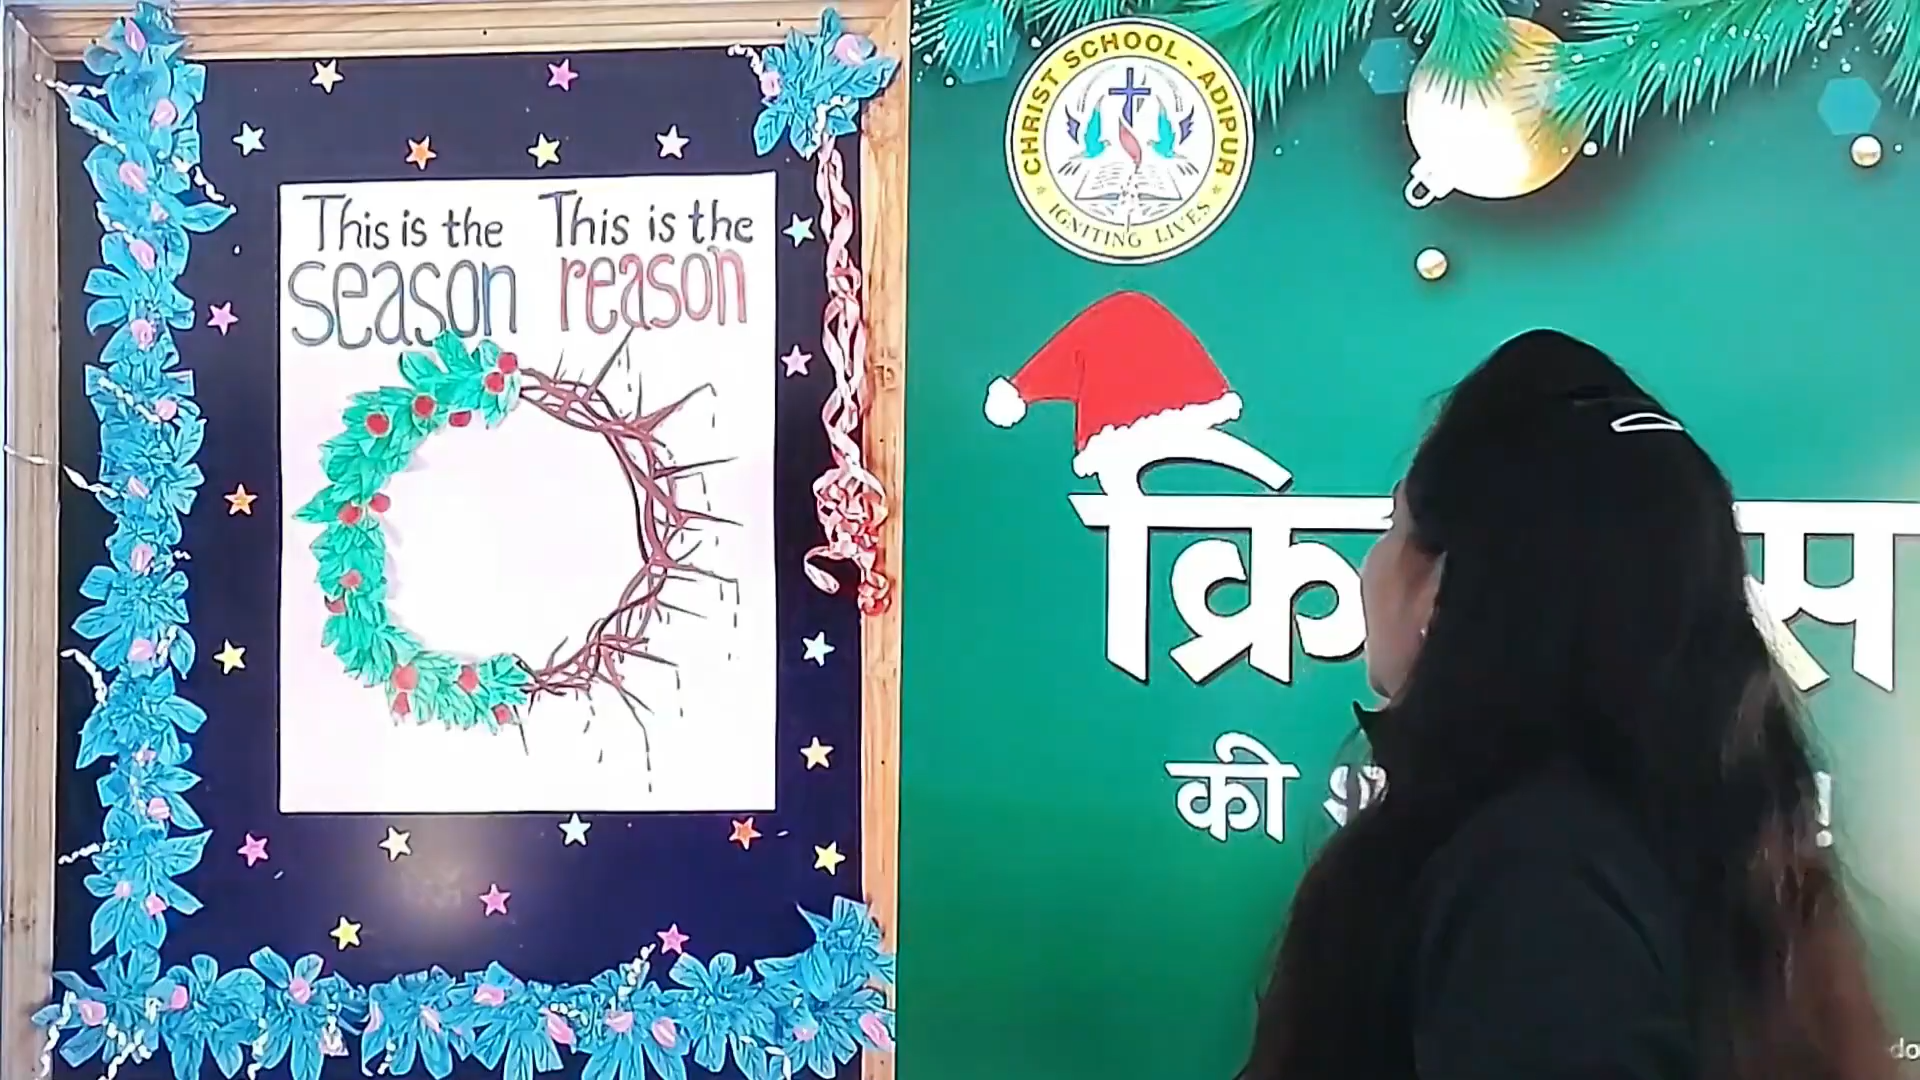 This is the
season
This is the
reason
CHRIST SCHOOL - ADIPUR
IGNITING LIVES
की